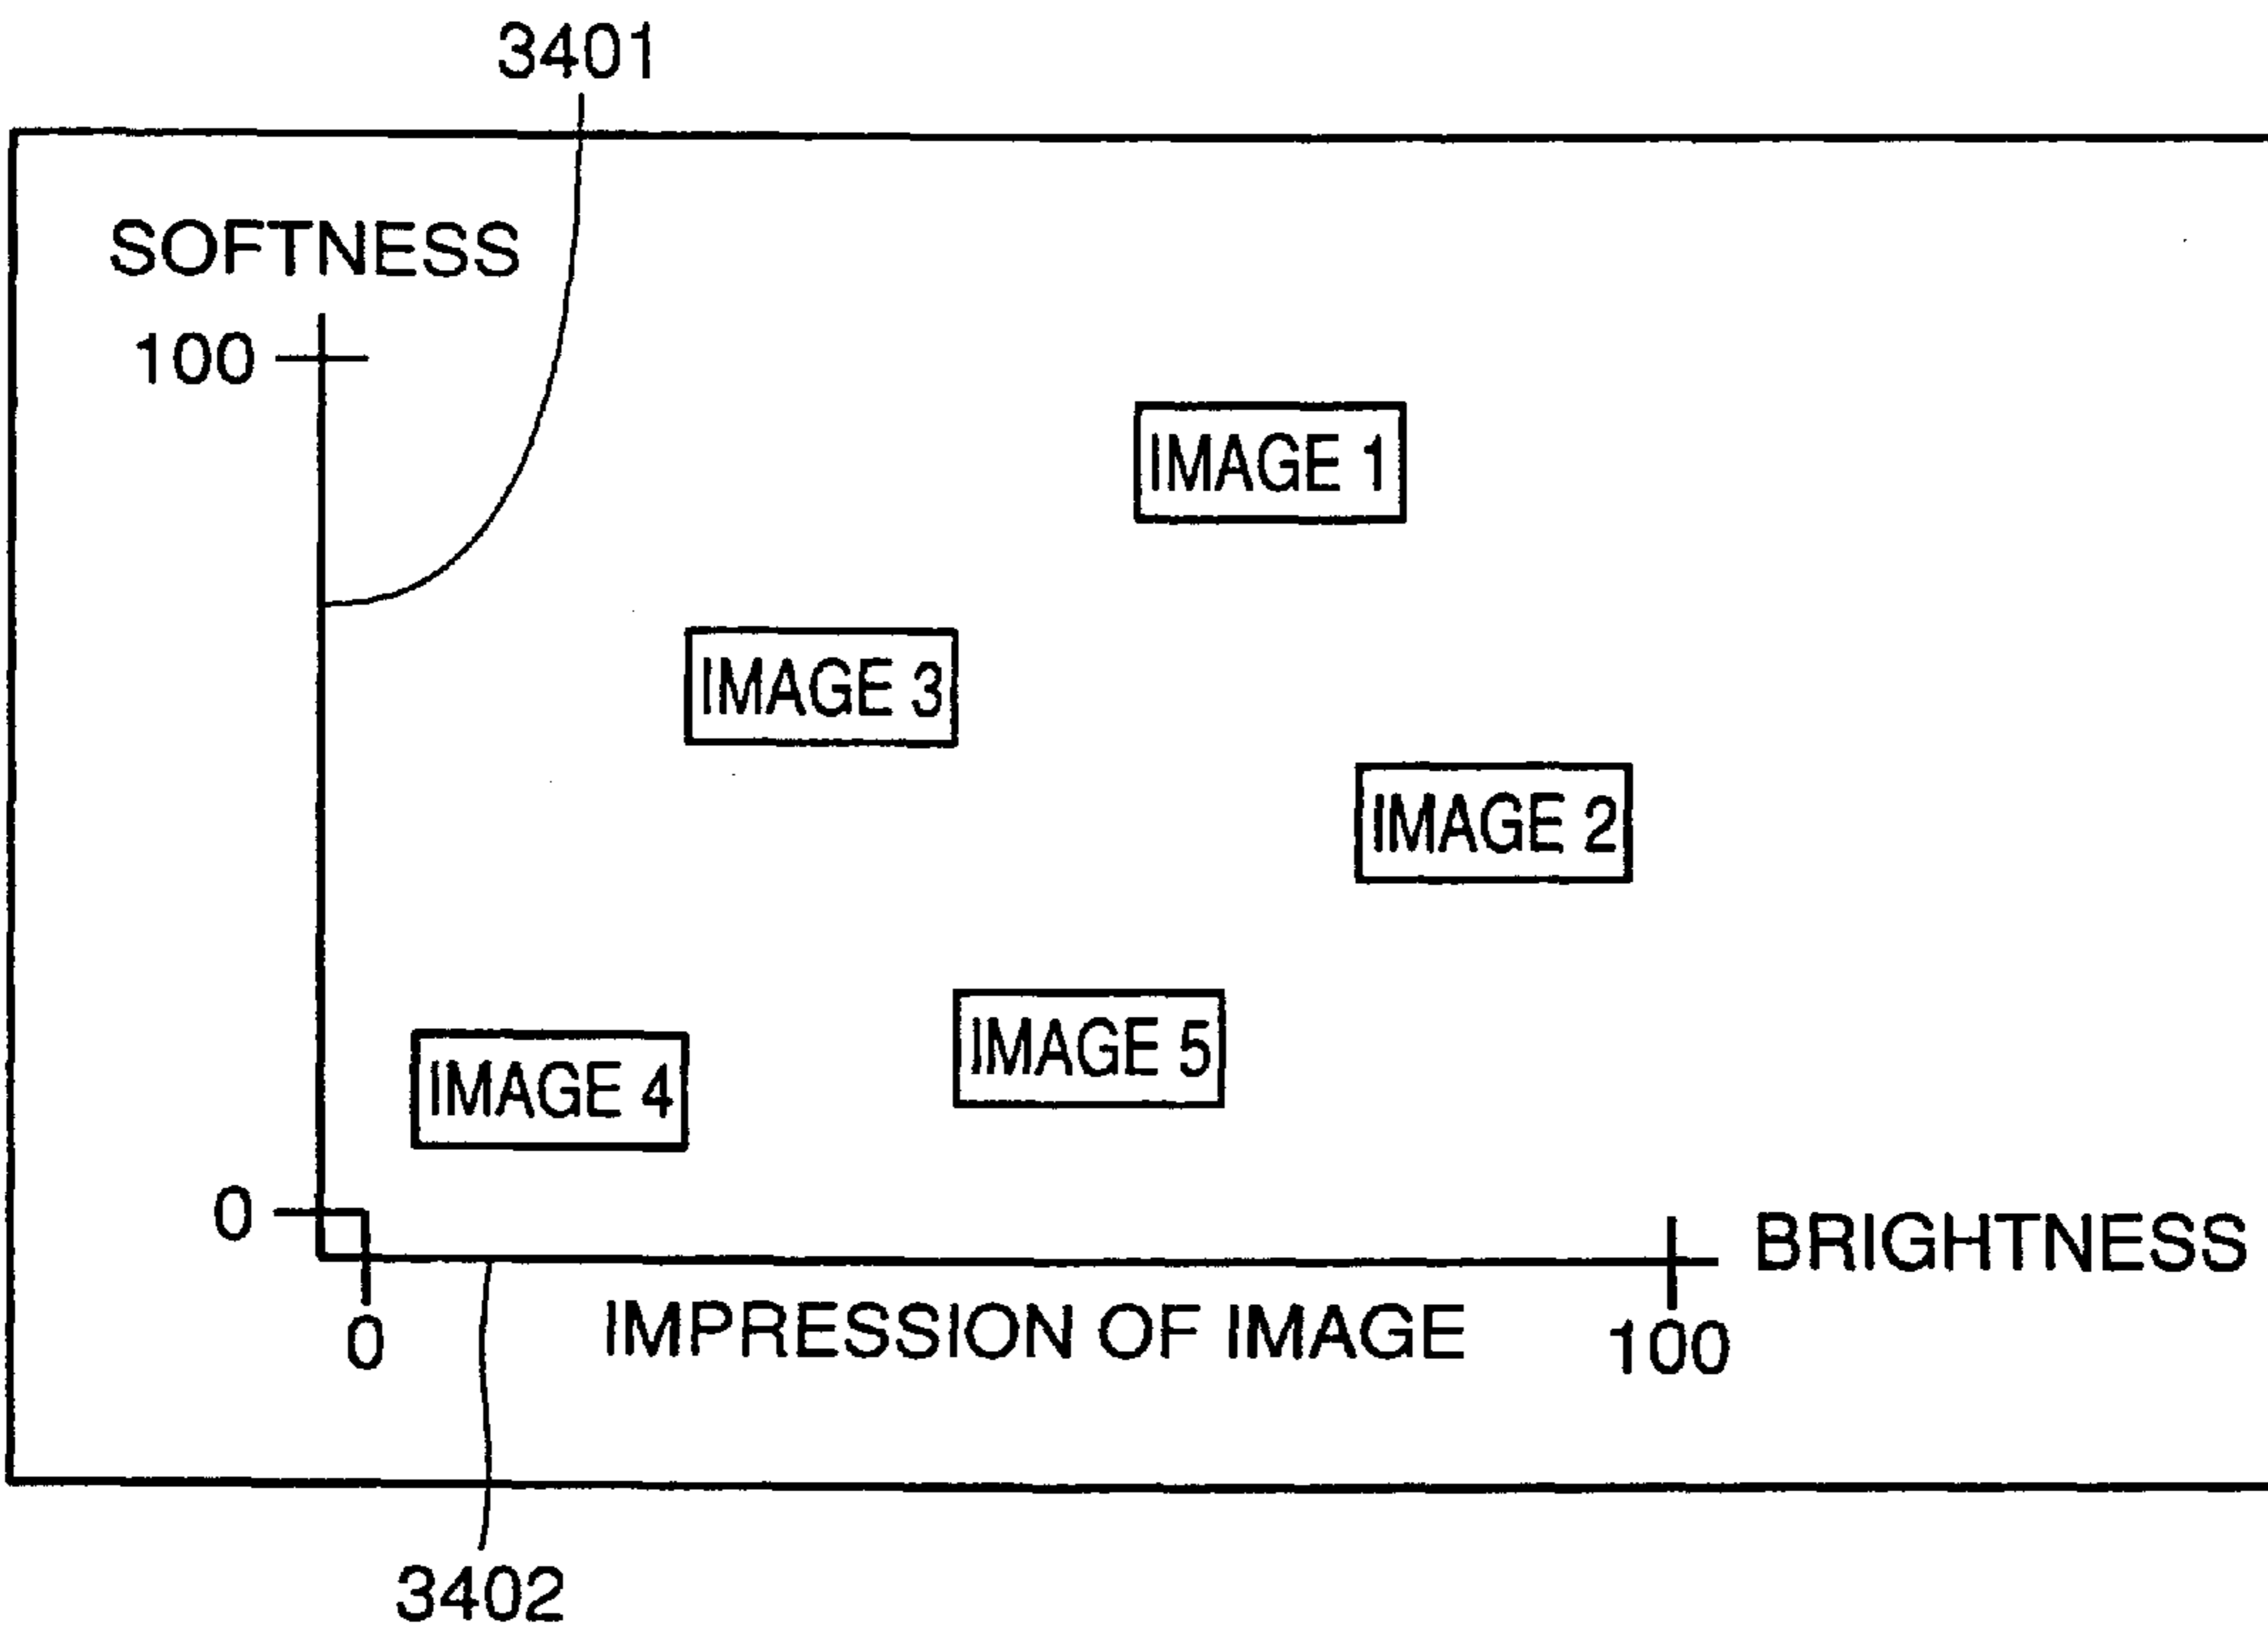 3401
SOFTNESS
100
IMAGE 1
IMAGE 3
IMAGE 2
IMAGE 5
IMAGE 4
0
BRIGHTNESS
0
IMPRESSION OF IMAGE
100
3402